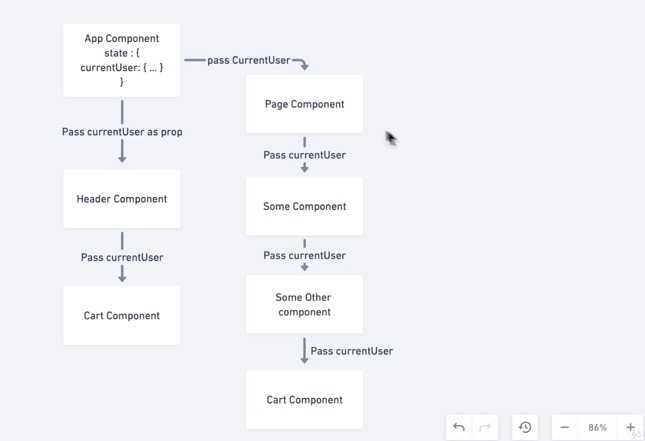 App Component
state : {
currentUser: { ... }
}
pass CurrentUser
Page Component
Pass currentUser as prop
Pass currentUser
Header Component
Some Component
Pass currentUser
Pass currentUser
Some Other
component
Cart Component
Pass currentUser
Cart Component
86%